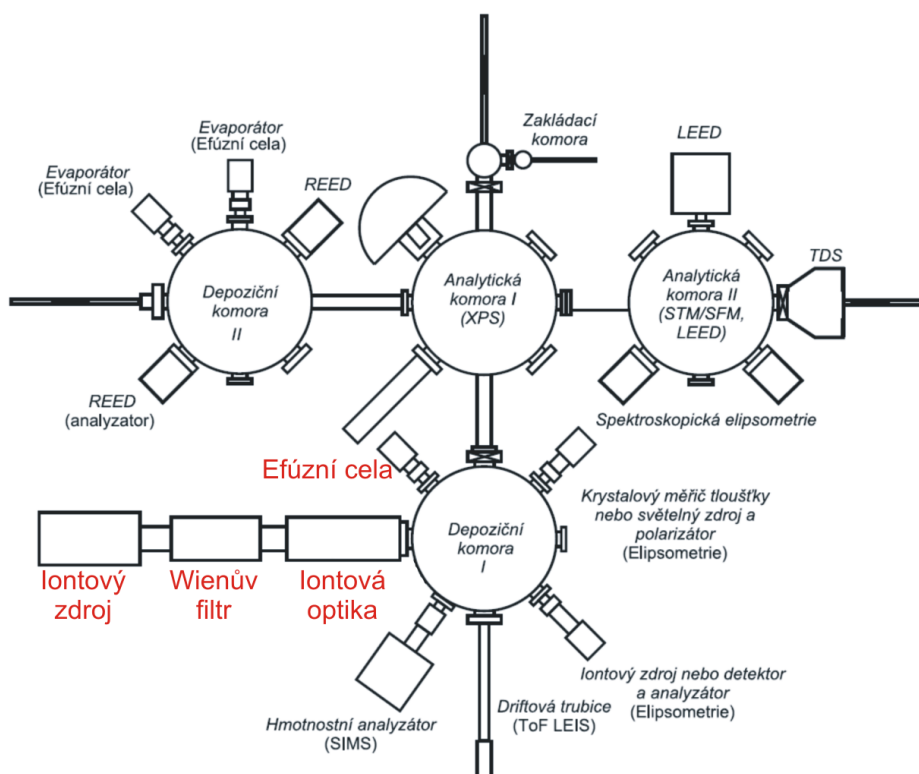 Zakládací
komora
LEED
Evaporátor
(Efúzní cela)
Evaporátor
(Efúzní cela)
REED
TDS
Depoziční
komora
II
Analytická
komora I
(XPS)
Analytická
komora II
(STM/SFM,
LEED)
REED
(analyzator)
Spektroskopická elipsometrie
Efúzní cela
Krystalový měřič tloušťky
nebo světelný zdroj a
polarizátor
(Elipsometrie)
Depoziční
komora
I
Iontový
zdroj
Wienův
filtr
Iontová
optika
Iontový zdroj nebo detektor
a analyzátor
(Elipsometrie)
Driftová trubice
(ToF LEIS)
Hmotnostní analyzátor
(SIMS)